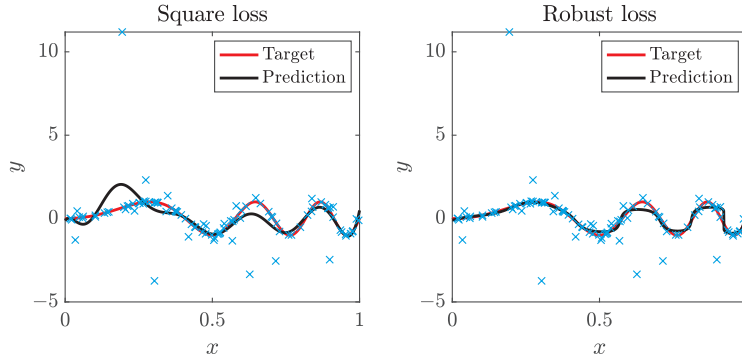 Square loss
Target
Prediction
10
5
0
−5
y
0
0.5
1
x
Robust loss
Target
Prediction
10
5
0
−5
y
0
0.5
x